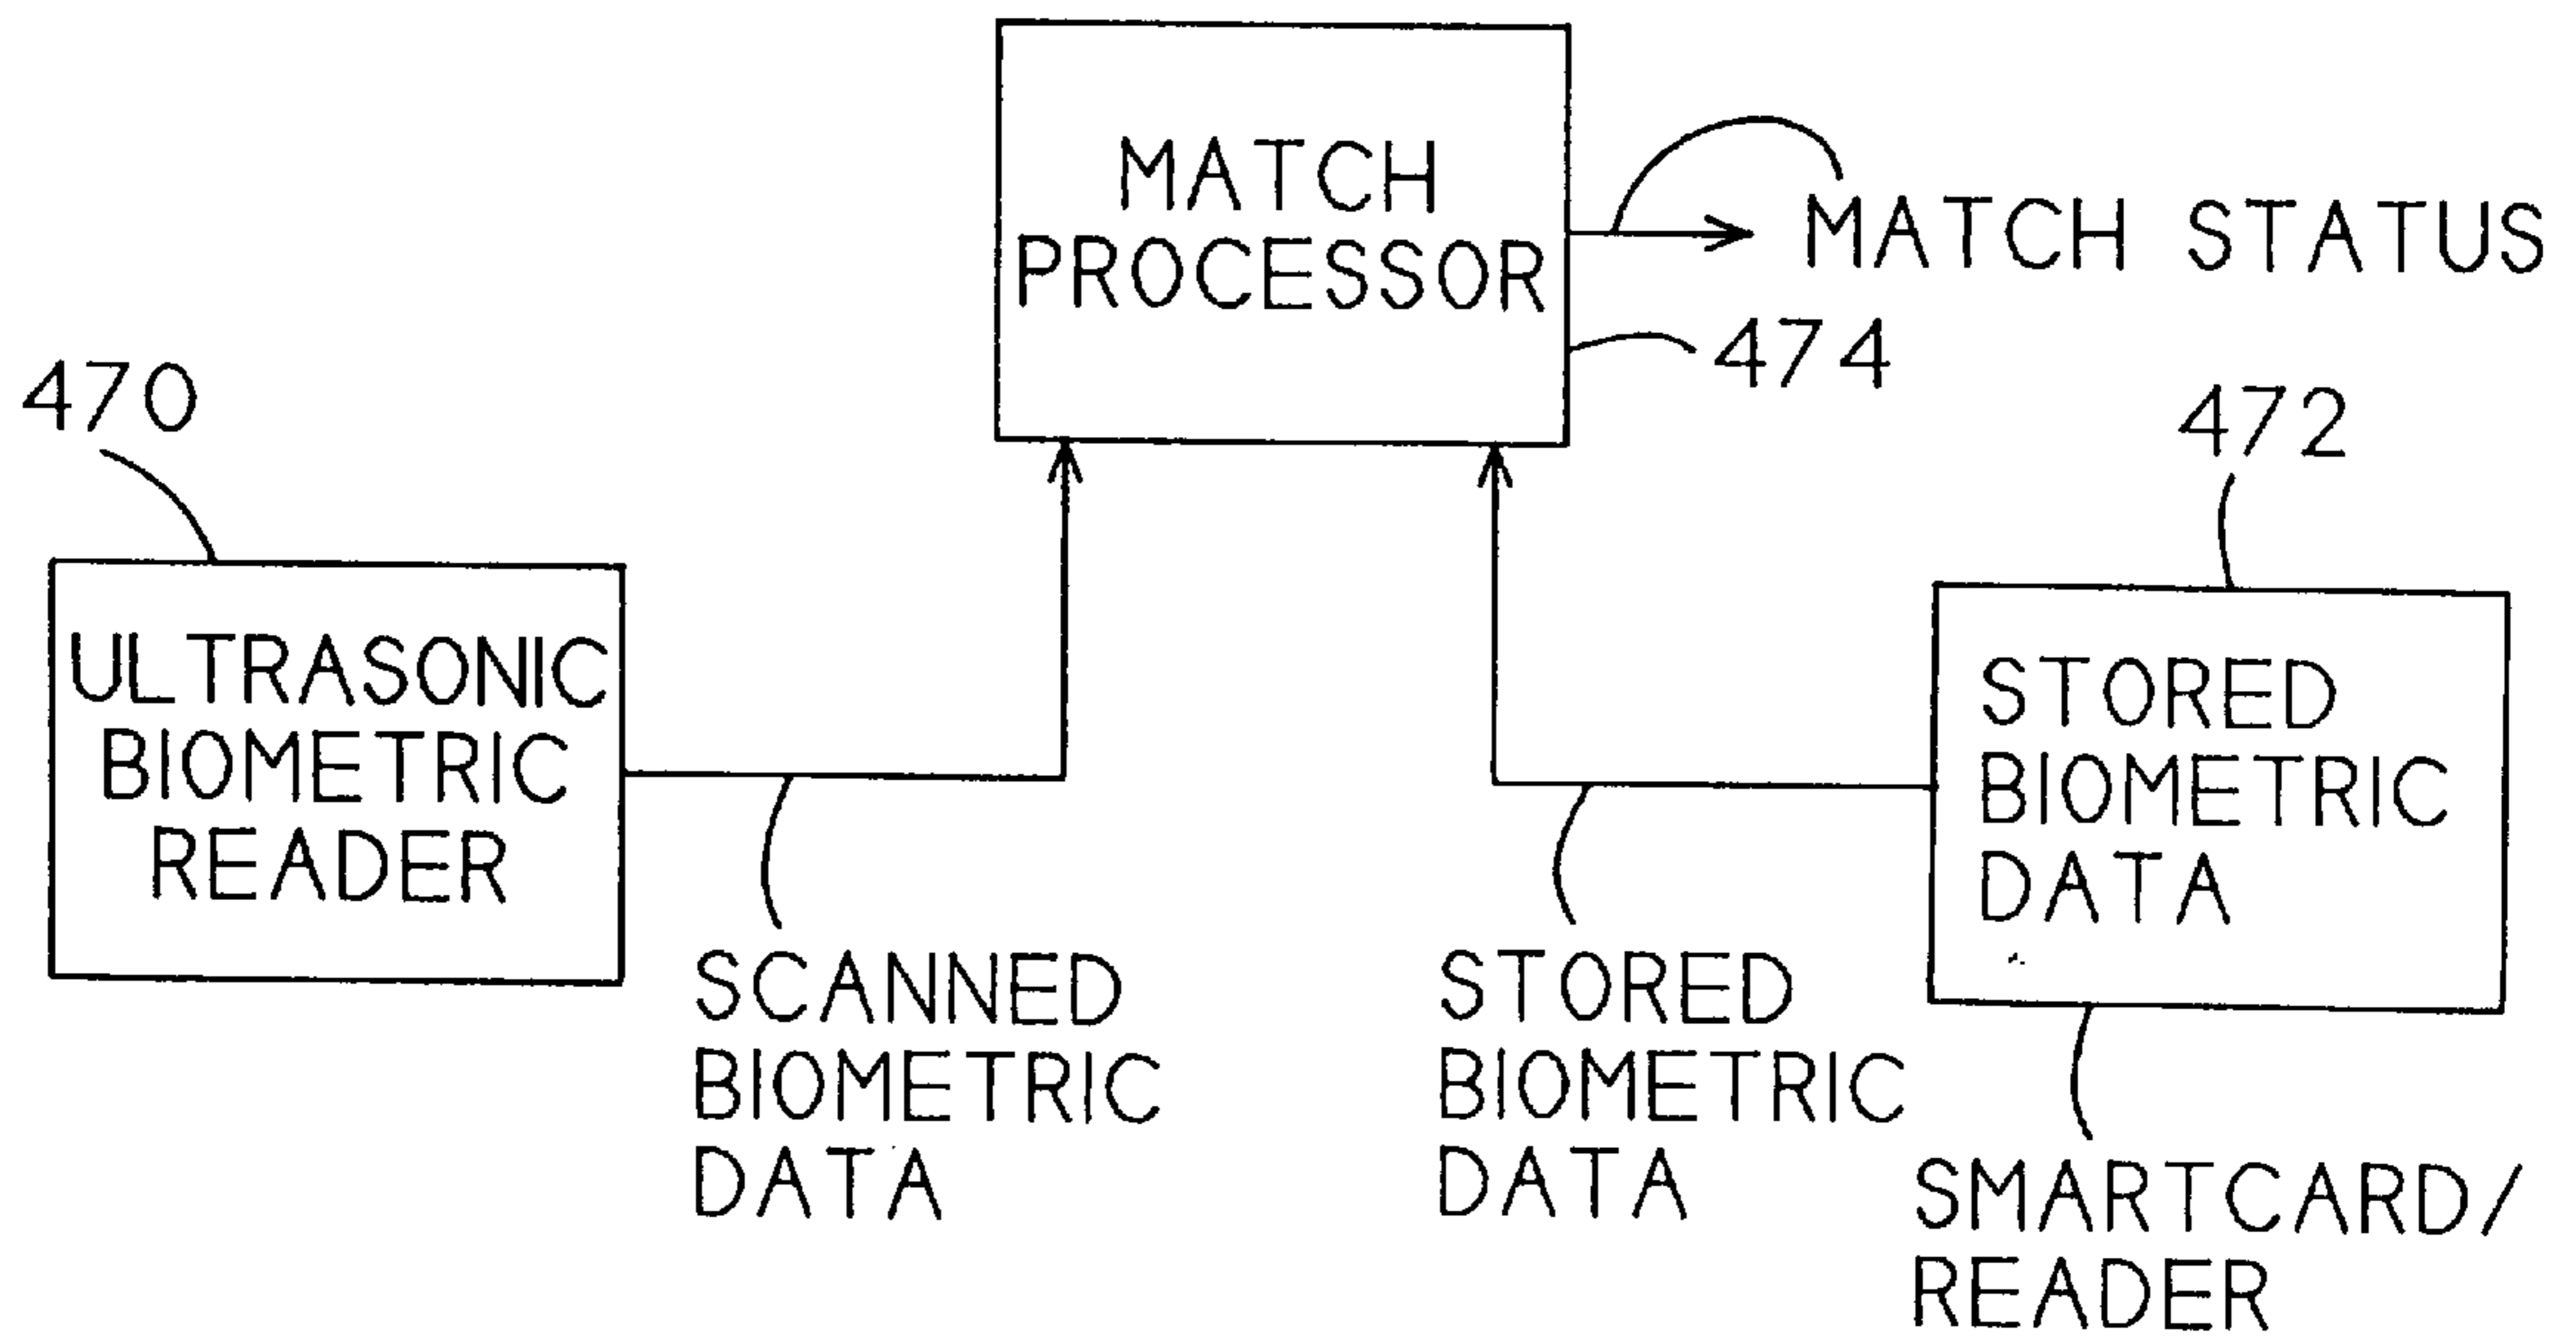 MATCH
PROCESSOR
MATCH STATUS
474
470
472
ULTRASONIC
BIOMETRIC
READER
STORED
BIOMETRIC
DATA
SCANNED
BIOMETRIC
DATA
STORED
BIOMETRIC
DATA
SMARTCARD/
READER